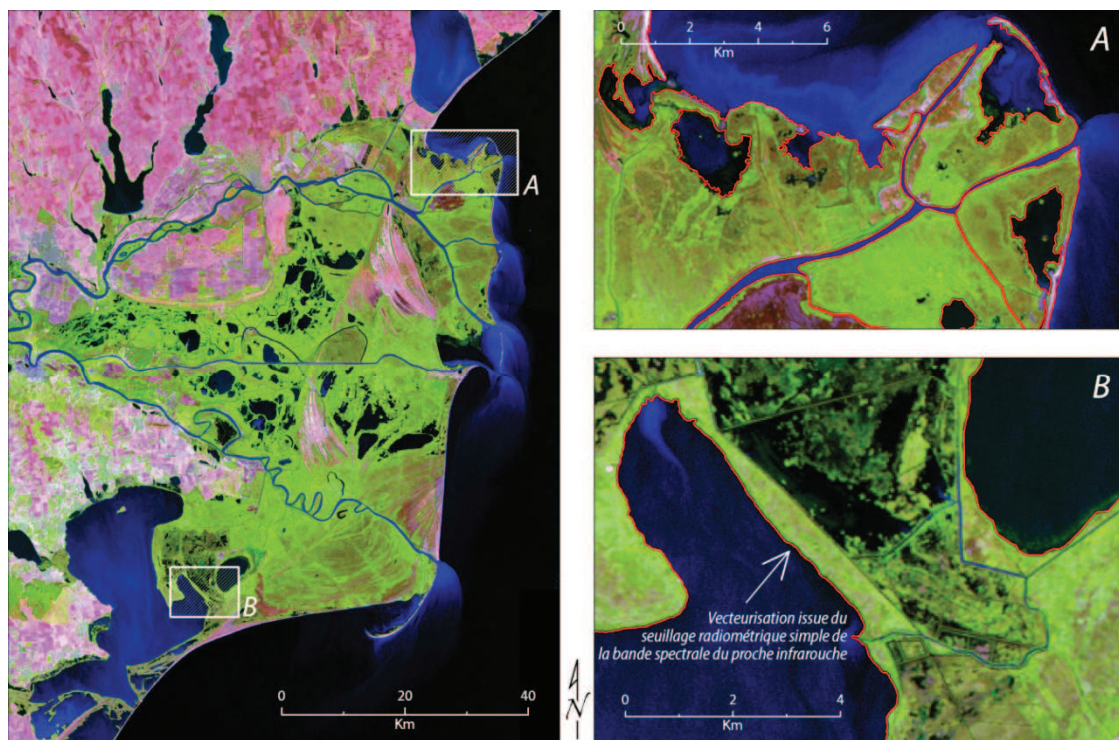 A
B
0 20 40
Km
N
0 2 4 6
Km
A
B
Vecteurisation issue du
seuillage radiométrique simple de
la bande spectrale du proche infrarouche
0 2 4
Km